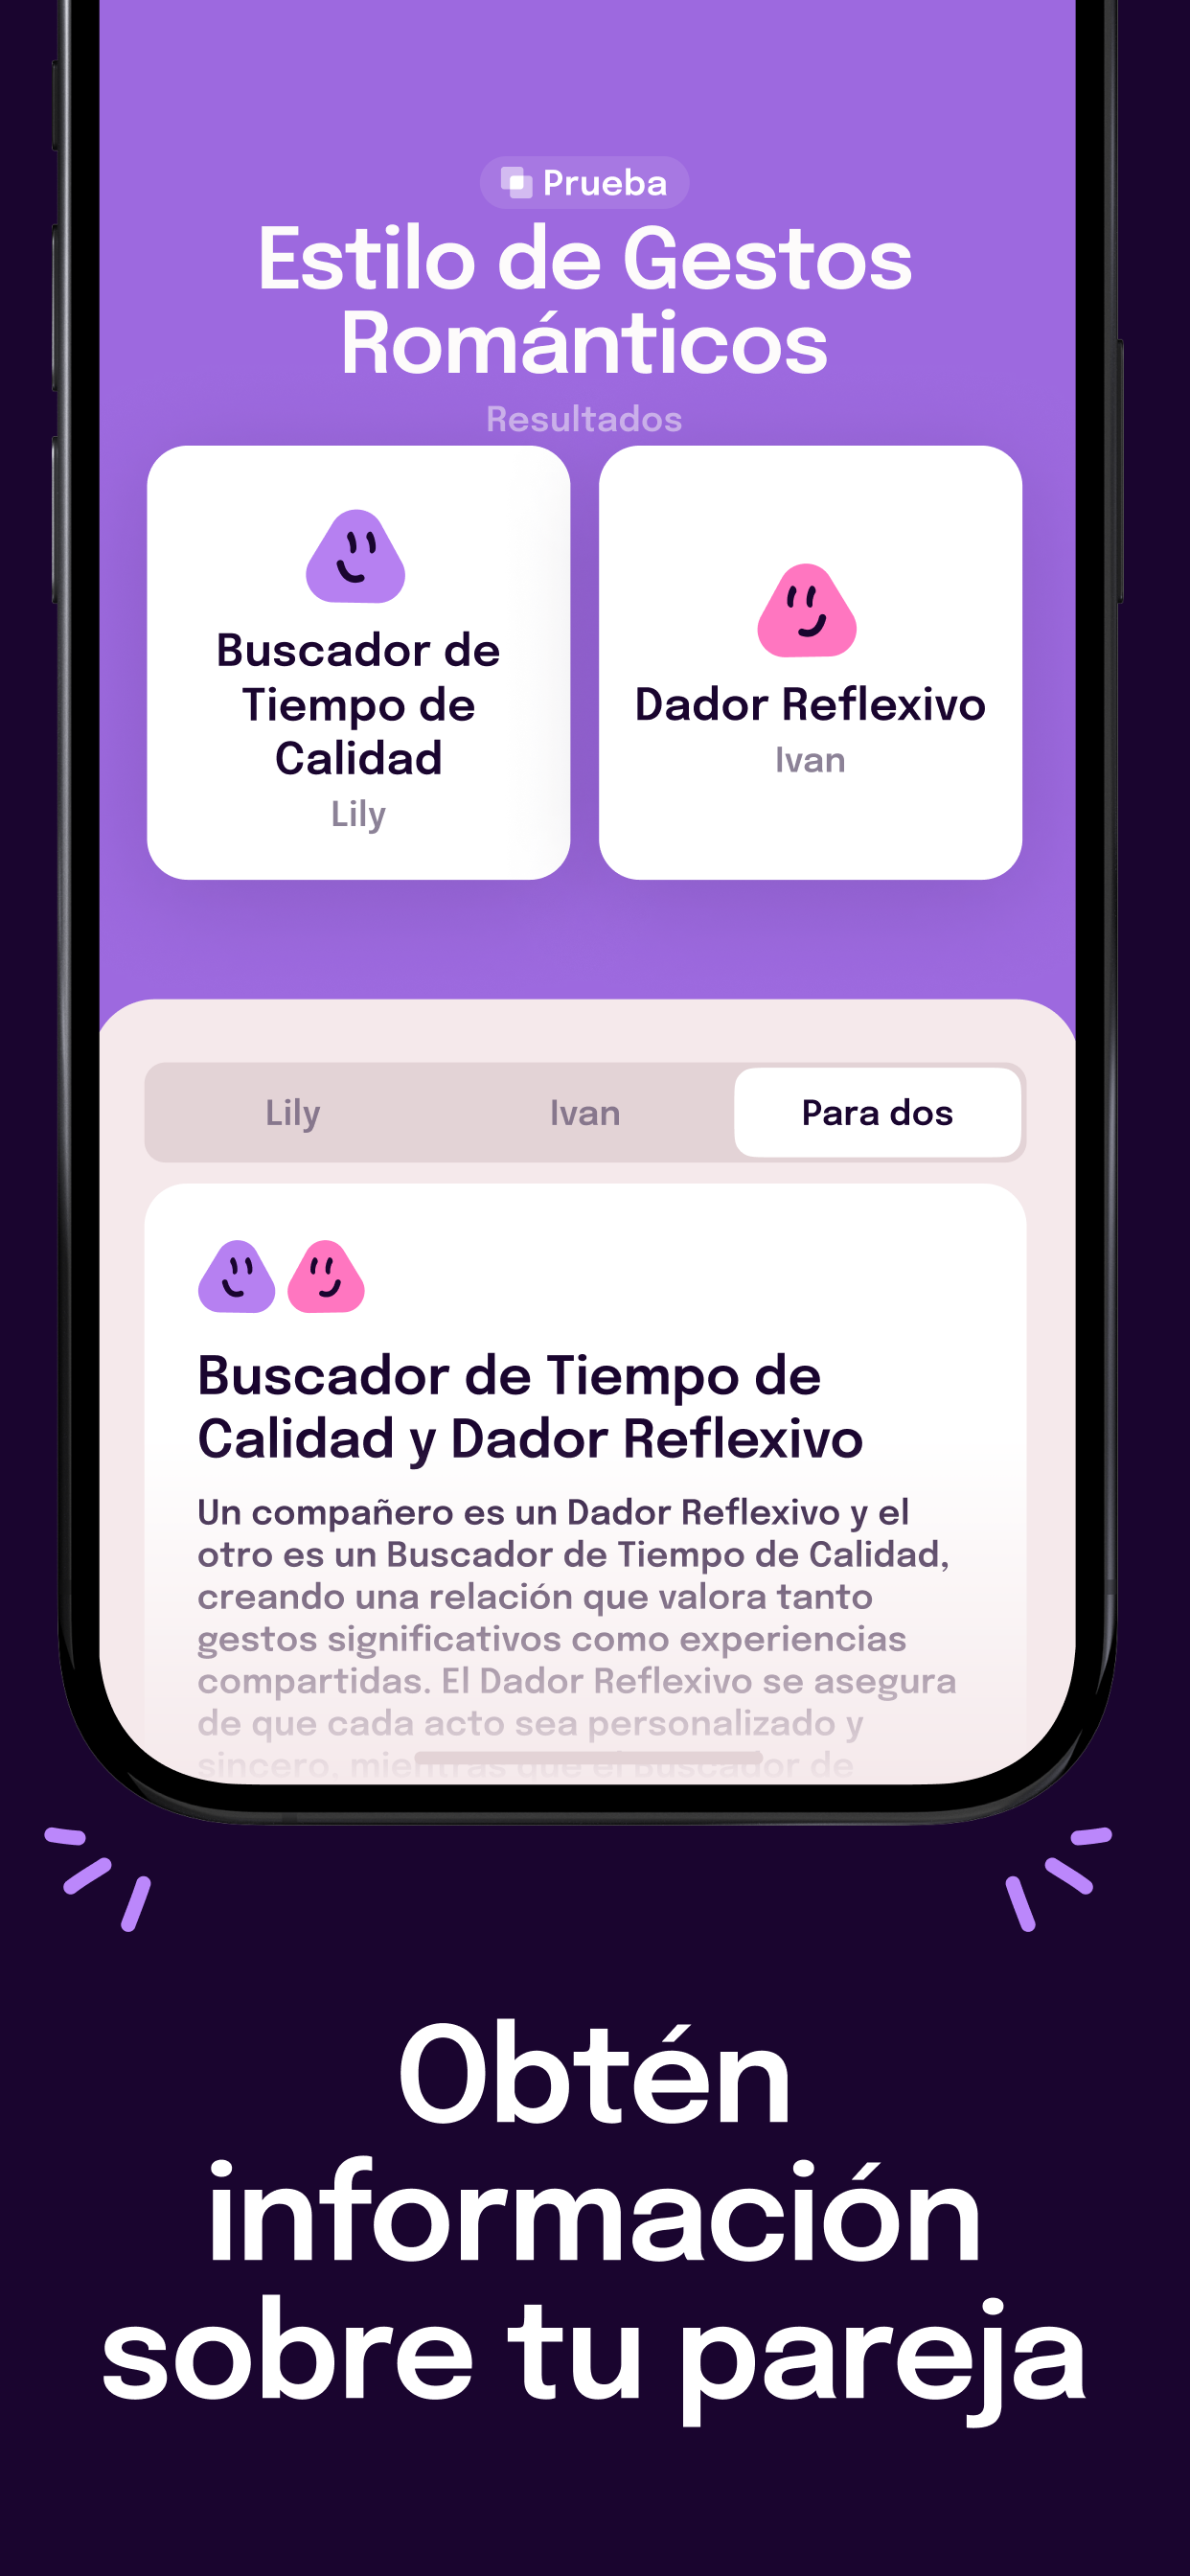 Prueba
Estilo de Gestos
Románticos
Resultados
Buscador de
Tiempo de
Calidad
Lily
Dador Reflexivo
Ivan
Lily
Ivan
Para dos
Buscador de Tiempo de
Calidad y Dador Reflexivo
Un compañero es un Dador Reflexivo y el
otro es un Buscador de Tiempo de Calidad,
creando una relación que valora tanto
gestos significativos como experiencias
compartidas. El Dador Reflexivo se asegura
de que cada acto sea personalizado y
sincero, mientras que el Buscador de
Obtén
información
sobre tu pareja